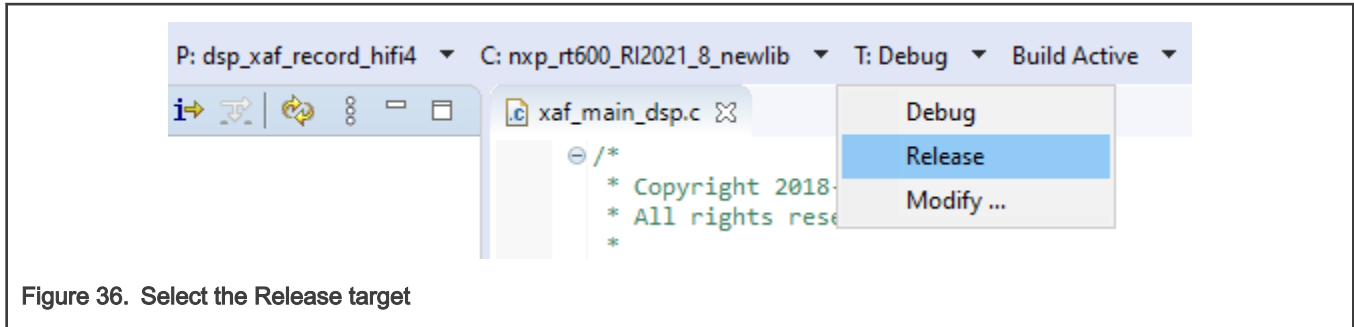 P: dsp_xaf_record_hifi4 C: nxp_rt600_RI2021_8_newlib T: Debug Build Active
xaf_main_dsp.c
Debug
Release
Modify ...
/*
* Copyright 2018-
* All rights rese
*
Figure 36. Select the Release target